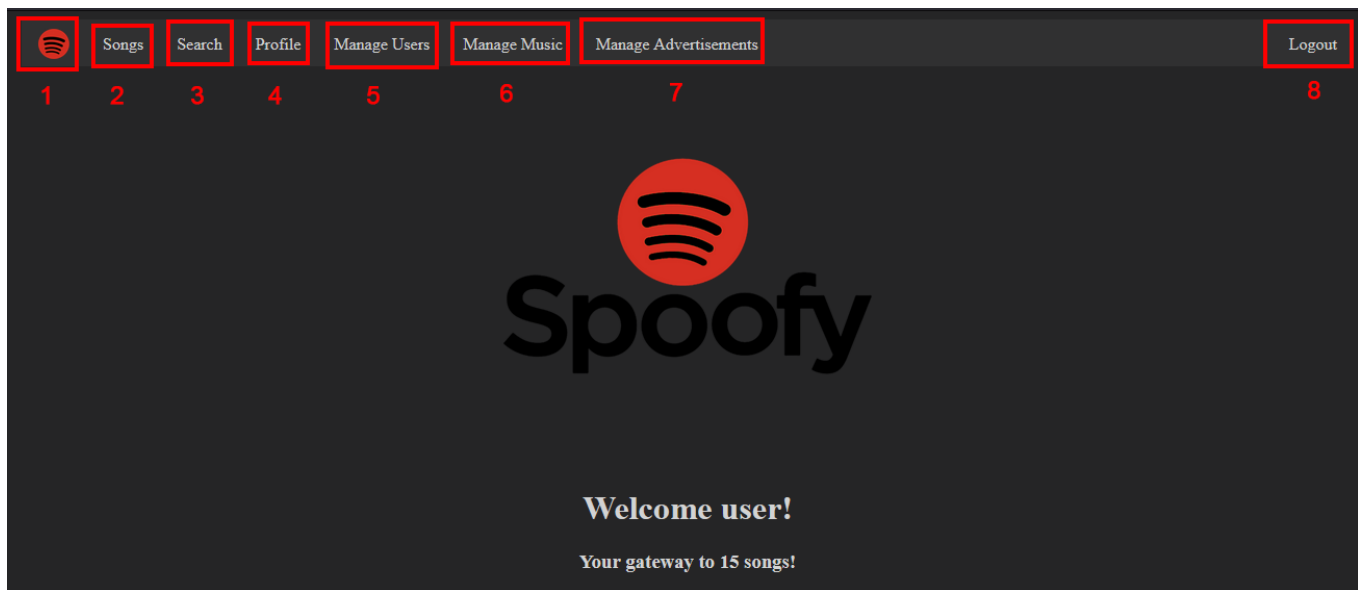 Songs Search Profile Manage Users Manage Music Manage Advertisements Logout
1 2 3 4 5 6 7 8
Spoofy
Welcome user!
Your gateway to 15 songs!